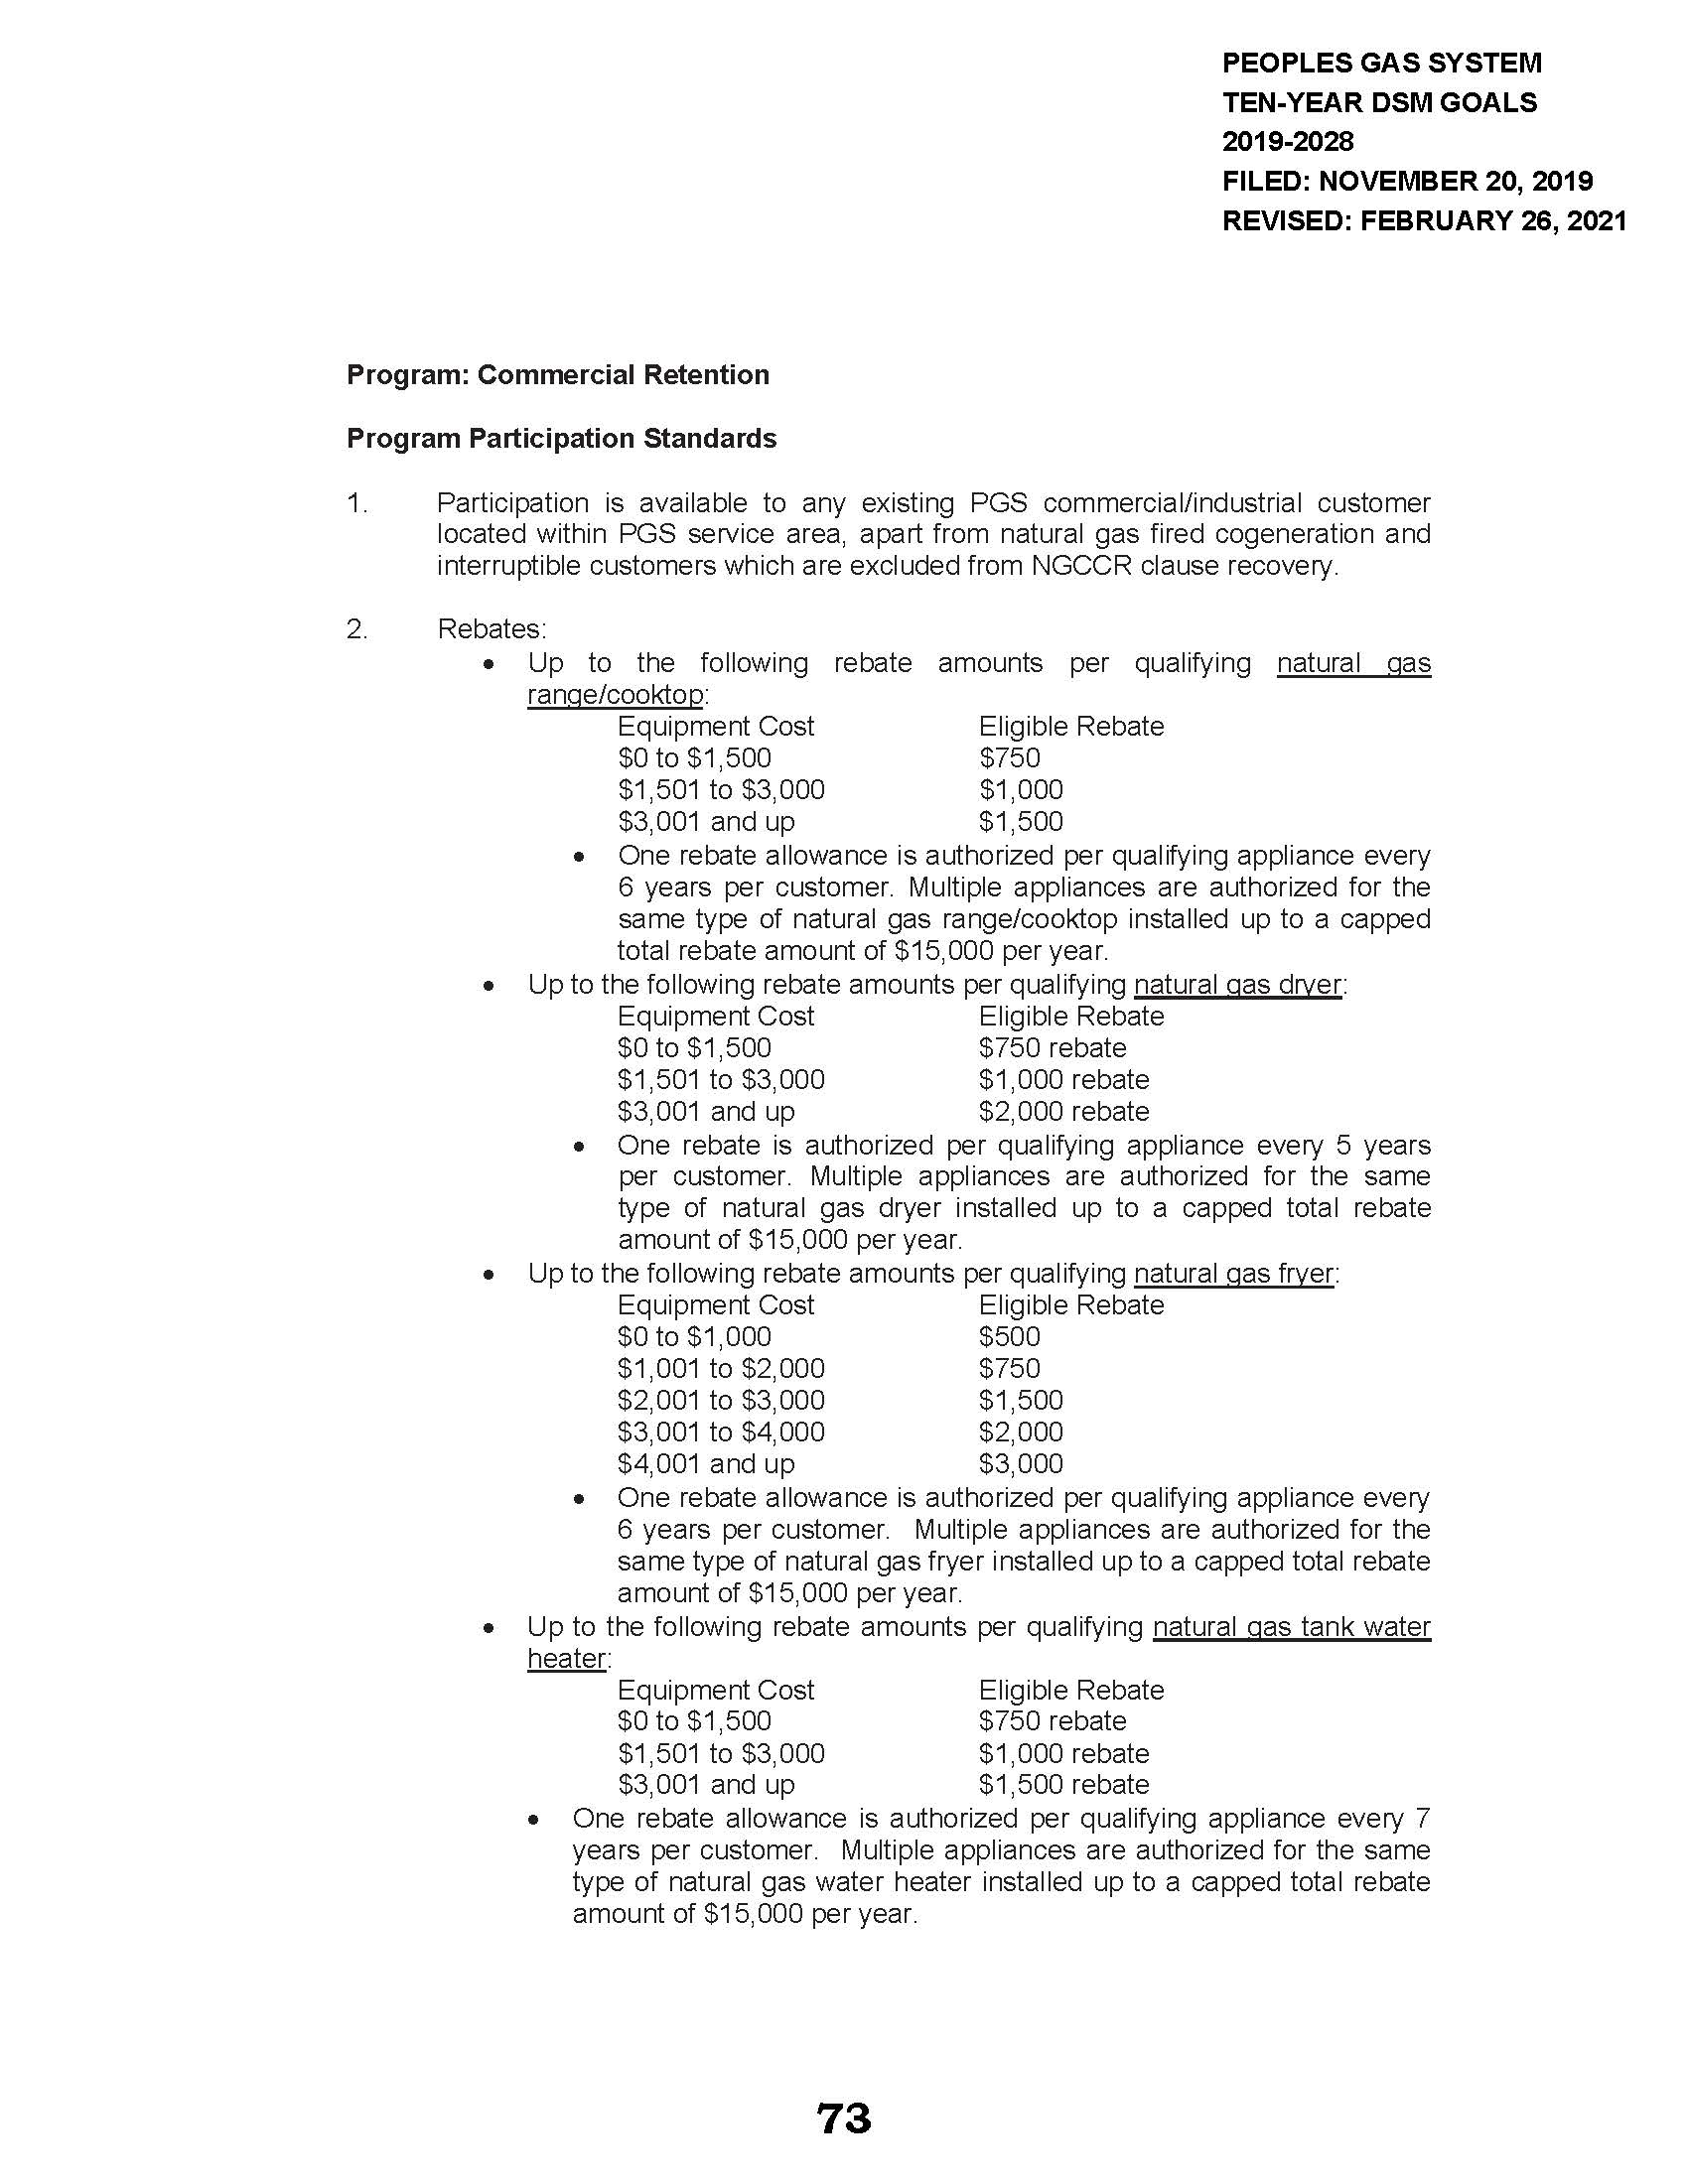 PEOPLES GAS SYSTEM
TEN-YEAR DSM GOALS
2019-2028
FILED: NOVEMBER 20, 2019
REVISED: FEBRUARY 26, 2021
Program: Commercial Retention
Program Participation Standards
1. Participation is available to any existing PGS commercial/industrial customer
located within PGS service area, apart from natural gas fired cogeneration and
interruptible customers which are excluded from NGCCR clause recovery.
2. Rebates:
• Up to the following rebate amounts per qualifying natural gas
range/cooktop:
Equipment Cost Eligible Rebate
$0 to $1,500 $750
$1,501 to $3,000 $1,000
$3,001 and up $1,500
• One rebate allowance is authorized per qualifying appliance every
6 years per customer. Multiple appliances are authorized for the
same type of natural gas range/cooktop installed up to a capped
total rebate amount of $15,000 per year.
• Up to the following rebate amounts per qualifying natural gas dryer:
Equipment Cost Eligible Rebate
$0 to $1,500 $750 rebate
$1,501 to $3,000 $1,000 rebate
$3,001 and up $2,000 rebate
• One rebate is authorized per qualifying appliance every 5 years
per customer. Multiple appliances are authorized for the same
type of natural gas dryer installed up to a capped total rebate
amount of $15,000 per year.
• Up to the following rebate amounts per qualifying natural gas fryer:
Equipment Cost Eligible Rebate
$0 to $1,000 $500
$1,001 to $2,000 $750
$2,001 to $3,000 $1,500
$3,001 to $4,000 $2,000
$4,001 and up $3,000
• One rebate allowance is authorized per qualifying appliance every
6 years per customer. Multiple appliances are authorized for the
same type of natural gas fryer installed up to a capped total rebate
amount of $15,000 per year.
• Up to the following rebate amounts per qualifying natural gas tank water
heater:
Equipment Cost Eligible Rebate
$0 to $1,500 $750 rebate
$1,501 to $3,000 $1,000 rebate
$3,001 and up $1,500 rebate
• One rebate allowance is authorized per qualifying appliance every 7
years per customer. Multiple appliances are authorized for the same
type of natural gas water heater installed up to a capped total rebate
amount of $15,000 per year.
73